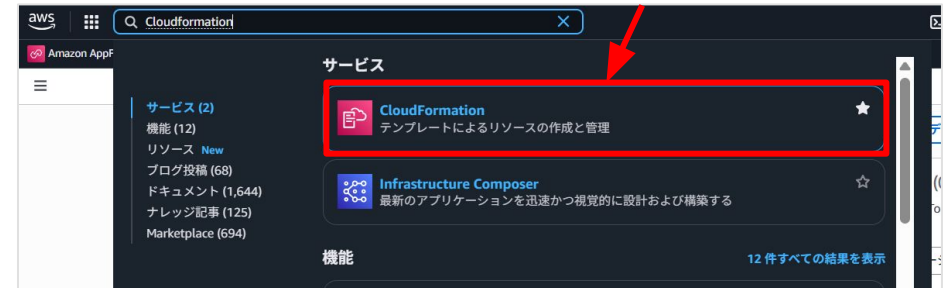 aws
Cloudformation
Amazon AppF
サービス
サービス (2)
機能 (12)
リソース New
ブログ投稿 (68)
ドキュメント (1,644)
ナレッジ記事 (125)
Marketplace (694)
CloudFormation
テンプレートによるリソースの作成と管理
Infrastructure Composer
最新のアプリケーションを迅速かつ視覚的に設計および構築する
機能
12 件すべての結果を表示